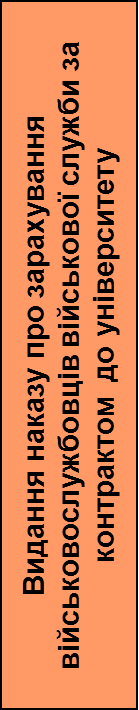 Видання наказу про зарахування
військовослужбовців військової служби за
контрактом до університету